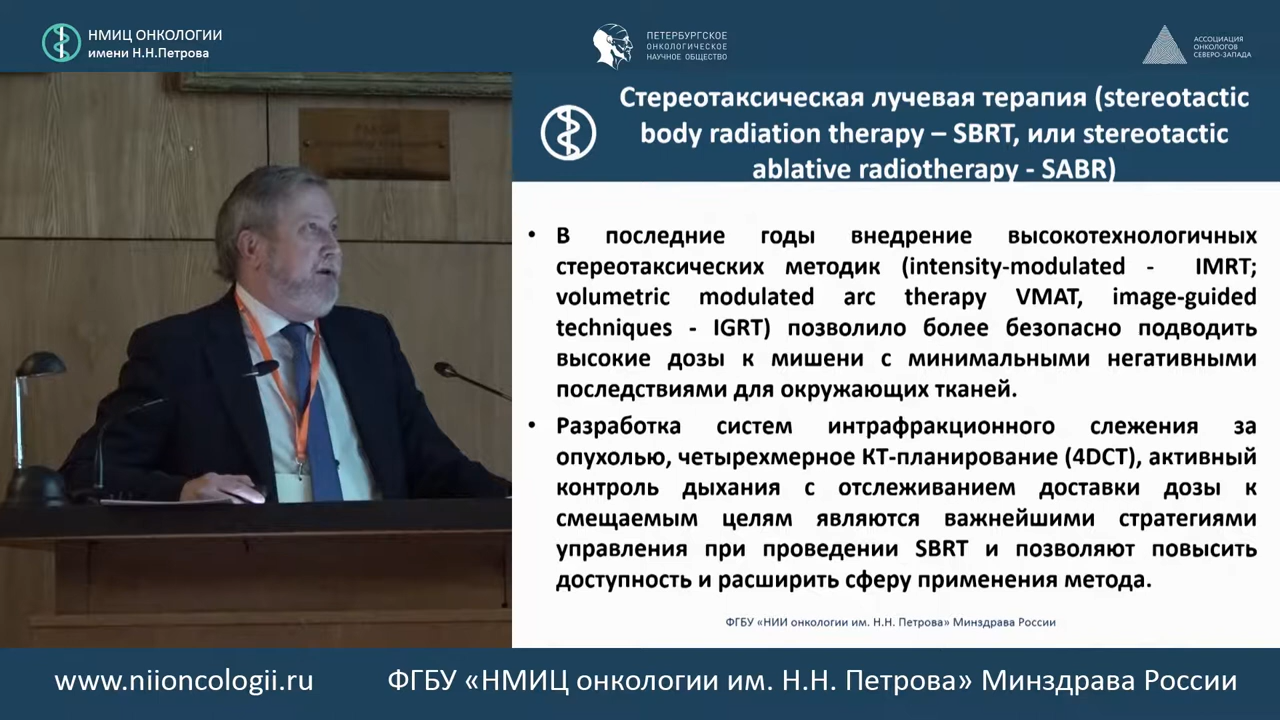 НМИЦ ОНКОЛОГИИ
имени Н.Н.Петрова
ПЕТЕРБУРГСКОЕ
ОНКОЛОГИЧЕСКОЕ
НАУЧНОЕ ОБЩЕСТВО
АССОЦИАЦИЯ
ОНКОЛОГОВ
СЕВЕРО-ЗАПАДА
Стереотаксическая лучевая терапия (stereotactic
body radiation therapy – SBRT, или stereotactic
ablative radiotherapy - SABR)
• В последние годы внедрение высокотехнологичных
стереотаксических методик (intensity-modulated - IMRT;
volumetric modulated arc therapy VMAT, image-guided
techniques - IGRT) позволило более безопасно подводить
высокие дозы к мишени с минимальными негативными
последствиями для окружающих тканей.
• Разработка систем интрафракционного слежения за
опухолью, четырехмерное КТ-планирование (4DCT), активный
контроль дыхания с отслеживанием доставки дозы к
смещаемым целям являются важнейшими стратегиями
управления при проведении SBRT и позволяют повысить
доступность и расширить сферу применения метода.
ФГБУ «НИИ онкологии им. Н.Н. Петрова» Минздрава России
www.niioncologii.ru
ФГБУ «НМИЦ онкологии им. Н.Н. Петрова» Минздрава России